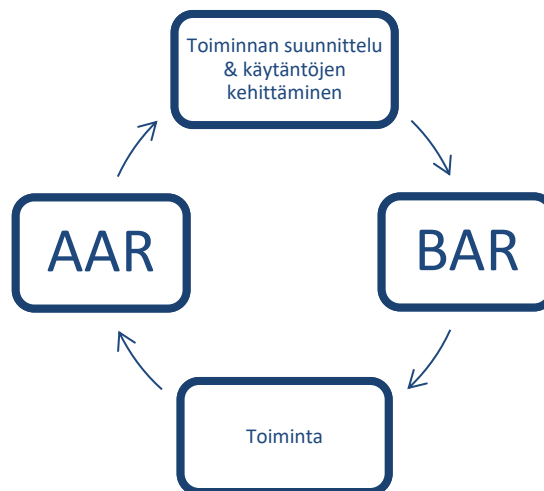 Toiminnan suunnittelu
& käytäntöjen
kehittäminen
AAR
BAR
Toiminta